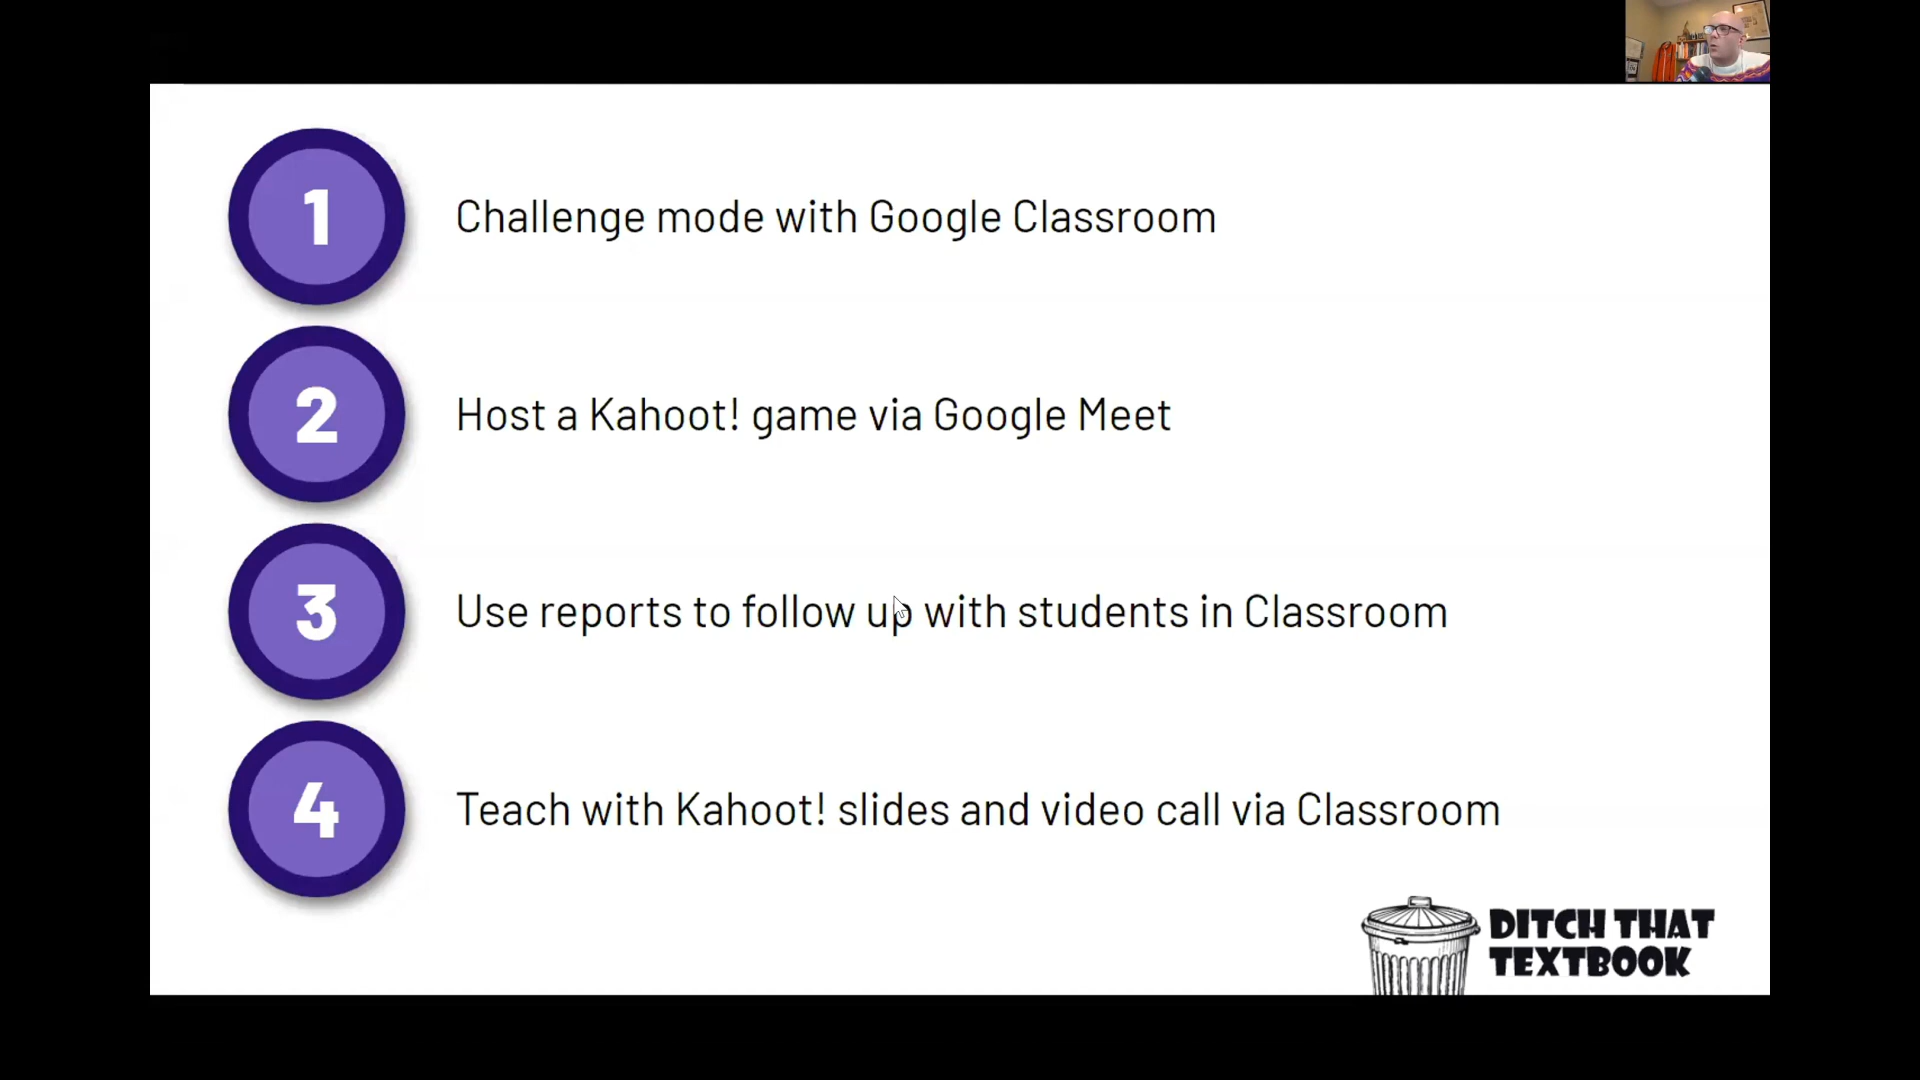 1
Challenge mode with Google Classroom
2
Host a Kahoot! game via Google Meet
3
Use reports to follow up with students in Classroom
4
Teach with Kahoot! slides and video call via Classroom
DITCH THAT
TEXTBOOK